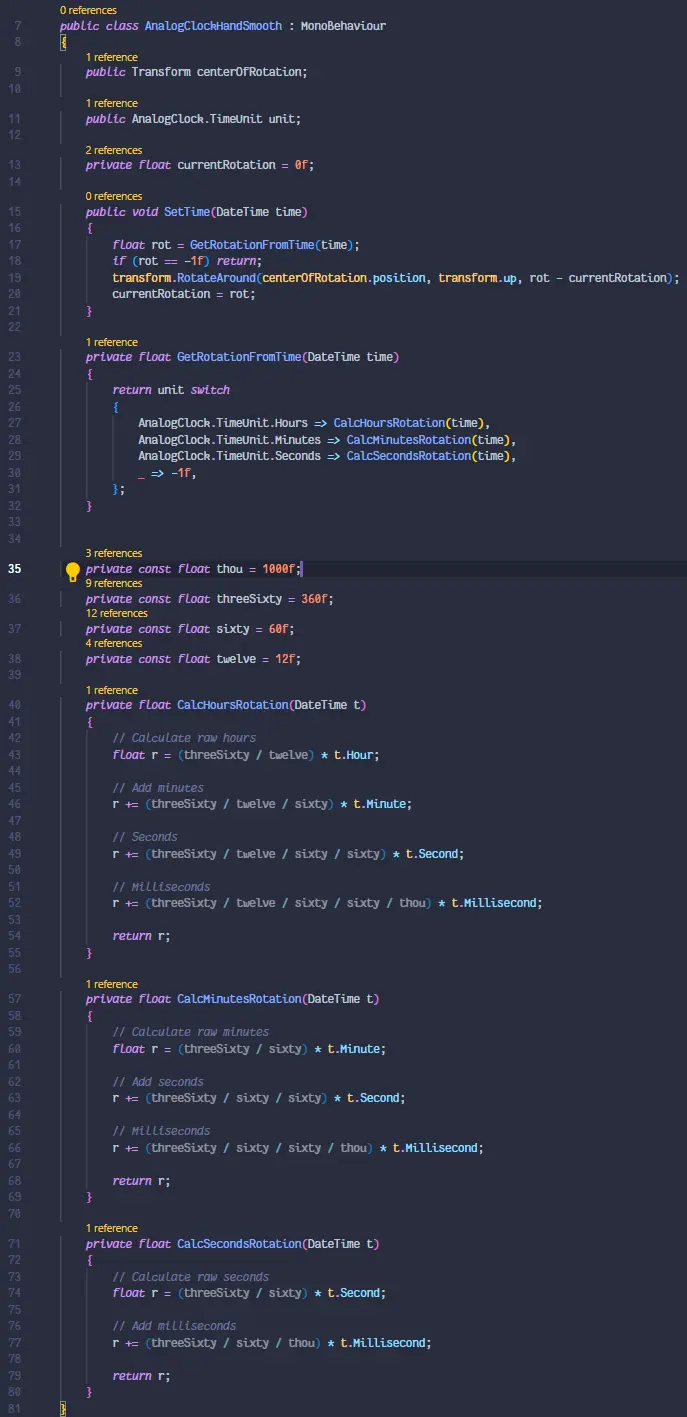 0 references
7 public class AnalogClockHandSmooth : MonoBehaviour
8 {
1 reference
9 public Transform centerOfRotation;
10
1 reference
11 public AnalogClock.TimeUnit unit;
12
2 references
13 private float currentRotation = 0f;
14
0 references
15 public void SetTime(DateTime time)
16 {
17 float rot = GetRotationFromTime(time);
18 if (rot == -1f) return;
19 transform.RotateAround(centerOfRotation.position, transform.up, rot - currentRotation);
20 currentRotation = rot;
21 }
22
1 reference
23 private float GetRotationFromTime(DateTime time)
24 {
25 return unit switch
26 {
27 AnalogClock.TimeUnit.Hours => CalcHoursRotation(time),
28 AnalogClock.TimeUnit.Minutes => CalcMinutesRotation(time),
29 AnalogClock.TimeUnit.Seconds => CalcSecondsRotation(time),
30 _ => -1f,
31 };
32 }
33
34
3 references
35 private const float thou = 1000f;
9 references
36 private const float threeSixty = 360f;
12 references
37 private const float sixty = 60f;
4 references
38 private const float twelve = 12f;
39
1 reference
40 private float CalcHoursRotation(DateTime t)
41 {
42 // Calculate raw hours
43 float r = (threeSixty / twelve) * t.Hour;
44
45 // Add minutes
46 r += (threeSixty / twelve / sixty) * t.Minute;
47
48 // Seconds
49 r += (threeSixty / twelve / sixty / sixty) * t.Second;
50
51 // Milliseconds
52 r += (threeSixty / twelve / sixty / sixty / thou) * t.Millisecond;
53
54 return r;
55 }
56
1 reference
57 private float CalcMinutesRotation(DateTime t)
58 {
59 // Calculate raw minutes
60 float r = (threeSixty / sixty) * t.Minute;
61
62 // Add seconds
63 r += (threeSixty / sixty / sixty) * t.Second;
64
65 // Milliseconds
66 r += (threeSixty / sixty / sixty / thou) * t.Millisecond;
67
68 return r;
69 }
70
1 reference
71 private float CalcSecondsRotation(DateTime t)
72 {
73 // Calculate raw seconds
74 float r = (threeSixty / sixty) * t.Second;
75
76 // Add milliseconds
77 r += (threeSixty / sixty / thou) * t.Millisecond;
78
79 return r;
80 }
81 }